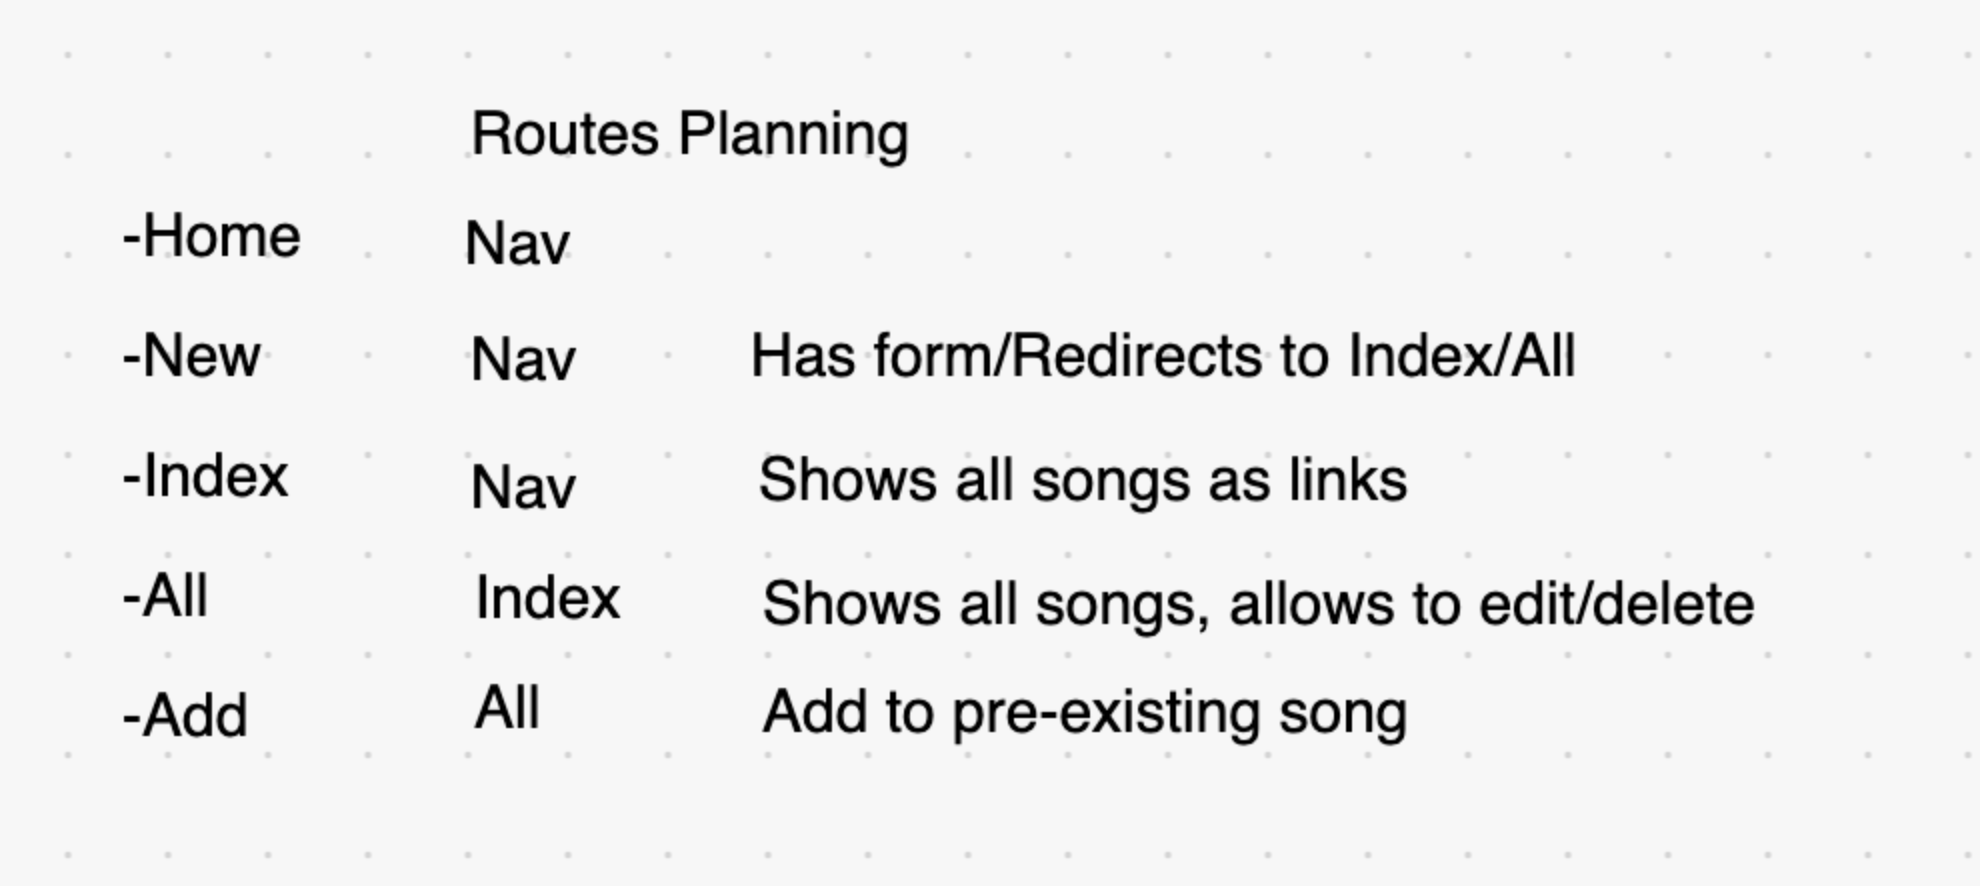 Routes Planning
-Home Nav
-New Nav Has form/Redirects to Index/All
-Index Nav Shows all songs as links
-All Index Shows all songs, allows to edit/delete
-Add All Add to pre-existing song